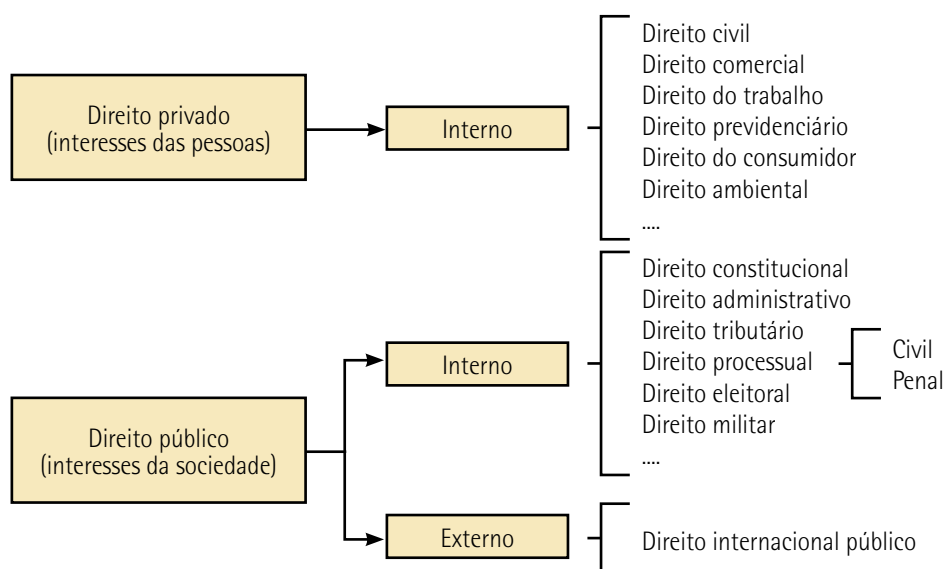 Direito privado
(interesses das pessoas)
Interno
Direito civil
Direito comercial
Direito do trabalho
Direito previdenciário
Direito do consumidor
Direito ambiental
....
Direito público
(interesses da sociedade)
Interno
Direito constitucional
Direito administrativo
Direito tributário
Direito processual
Civil
Penal
Direito eleitoral
Direito militar
....
Externo
Direito internacional público